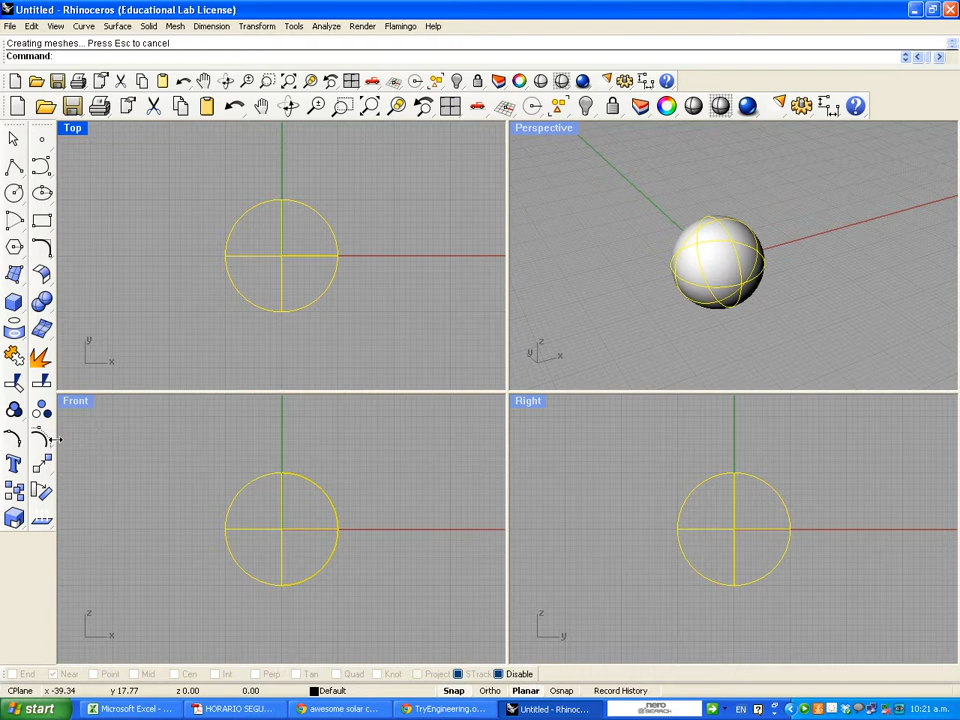 Untitled - Rhinoceros (Educational Lab License)
File Edit View Curve Surface Solid Mesh Dimension Transform Tools Analyze Render Flamingo Help
Creating meshes... Press Esc to cancel
Command:
Top
Perspective
y
x
z
y
x
Front
Right
z
x
z
y
End Near Point Mid Cen Int Perp Tan Quad Knot Project STrack Disable
CPlane x -39.34 y 17.77 z 0.00 0.00 Default Snap Ortho Planar Osnap Record History
start Microsoft Excel - ... HORARIO SEGU... awesome solar c... TryEngineering.o... Untitled - Rhinoc... nero SEARCH EN 10:21 a.m.